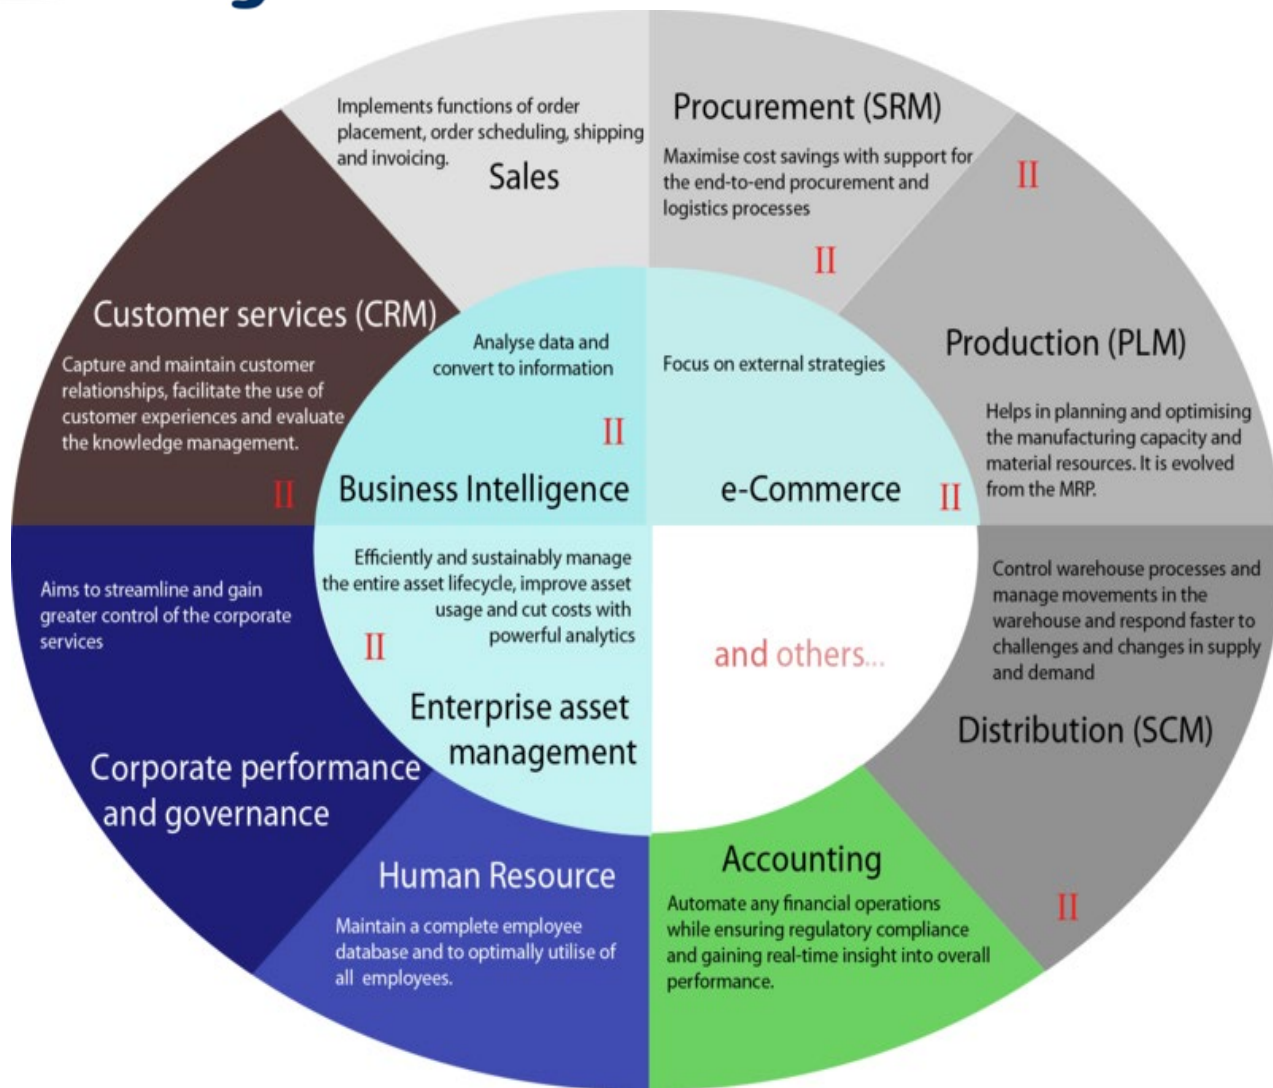 g
Implements functions of order
placement, order scheduling, shipping
and invoicing.
Sales
Procurement (SRM)
Maximise cost savings with support for
the end-to-end procurement and
logistics processes
II
II
Production (PLM)
Helps in planning and optimising
the manufacturing capacity and
material resources. It is evolved
from the MRP.
Customer services (CRM)
Capture and maintain customer
relationships, facilitate the use of
customer experiences and evaluate
the knowledge management.
II
Analyse data and
convert to information
II
Business Intelligence
Focus on external strategies
e-Commerce
II
Aims to streamline and gain
greater control of the corporate
services
Corporate performance
and governance
Efficiently and sustainably manage
the entire asset lifecycle, improve asset
usage and cut costs with
powerful analytics
II
Enterprise asset
management
and others...
Control warehouse processes and
manage movements in the
warehouse and respond faster to
challenges and changes in supply
and demand
Distribution (SCM)
II
Human Resource
Maintain a complete employee
database and to optimally utilise of
all employees.
Accounting
Automate any financial operations
while ensuring regulatory compliance
and gaining real-time insight into overall
performance.